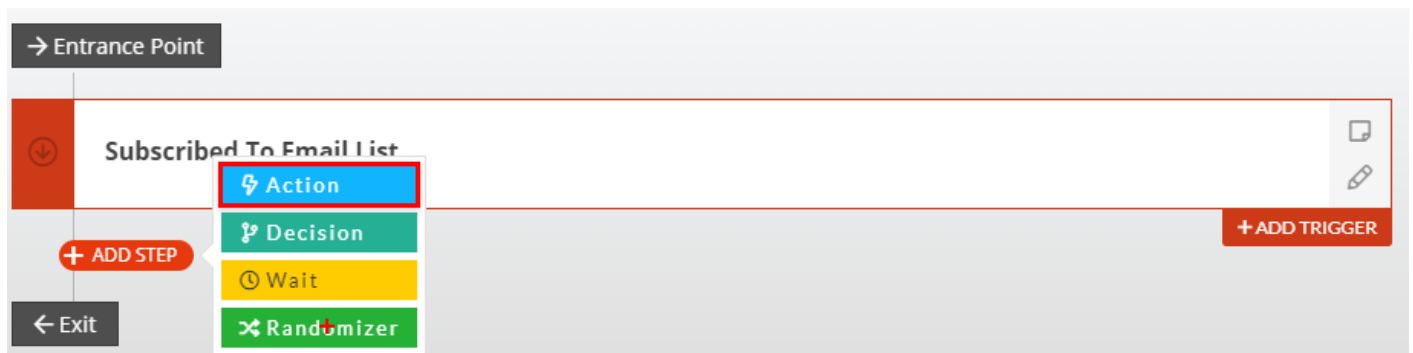 Entrance Point
Subscribed To Email List
Action
Decision
+ADD TRIGGER
+ ADD STEP
Wait
Exit
Randomizer